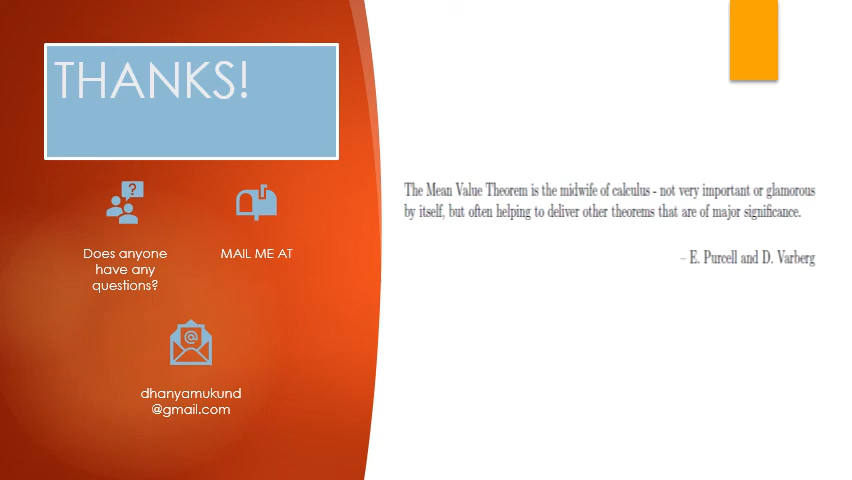 THANKS!
?
Does anyone
have any
questions?
MAIL ME AT
@
dhanyamukund
@gmail.com
The Mean Value Theorem is the midwife of calculus - not very important or glamorous
by itself, but often helping to deliver other theorems that are of major significance.
– E. Purcell and D. Varberg